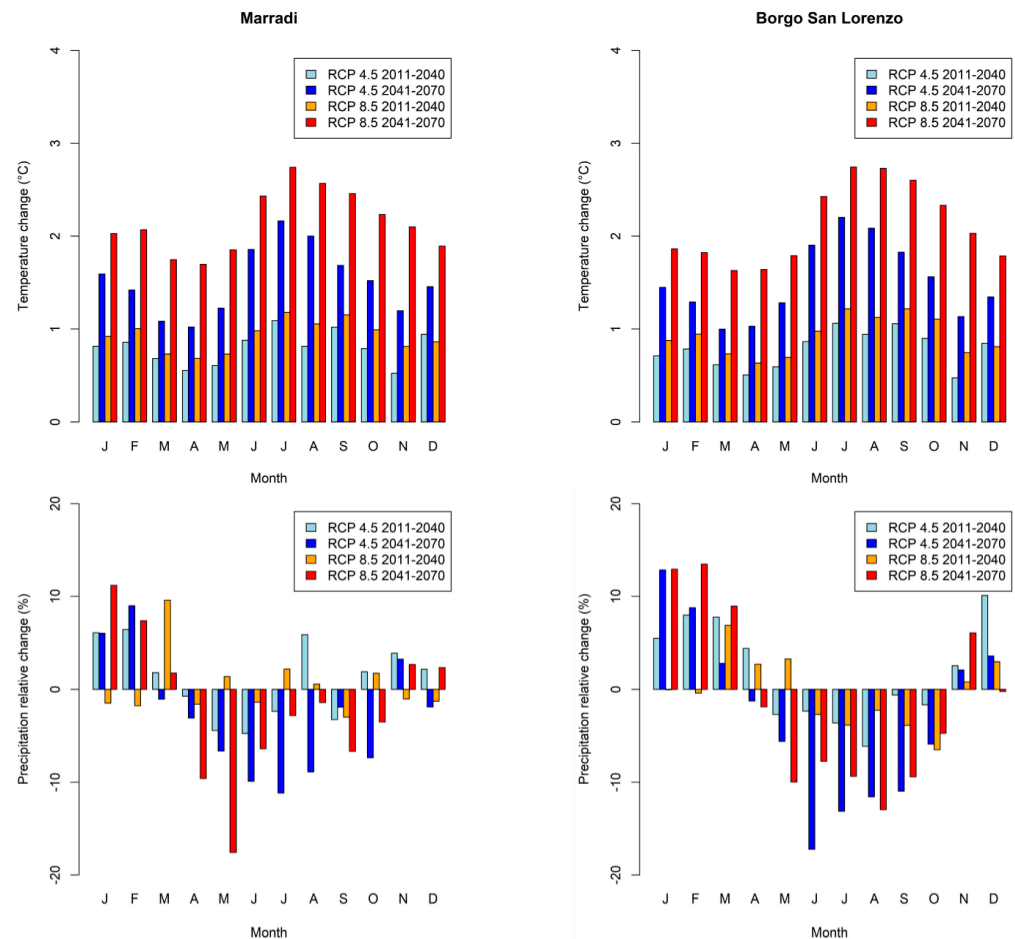 Marradi
Temperature change (°C)
4
3
2
1
0
RCP 4.5 2011-2040
RCP 4.5 2041-2070
RCP 8.5 2011-2040
RCP 8.5 2041-2070
J F M A M J J A S O N D
Month
Borgo San Lorenzo
Temperature change (°C)
4
3
2
1
0
RCP 4.5 2011-2040
RCP 4.5 2041-2070
RCP 8.5 2011-2040
RCP 8.5 2041-2070
J F M A M J J A S O N D
Month
Precipitation relative change (%)
20
10
0
-10
-20
RCP 4.5 2011-2040
RCP 4.5 2041-2070
RCP 8.5 2011-2040
RCP 8.5 2041-2070
J F M A M J J A S O N D
Month
Precipitation relative change (%)
20
10
0
-10
-20
RCP 4.5 2011-2040
RCP 4.5 2041-2070
RCP 8.5 2011-2040
RCP 8.5 2041-2070
J F M A M J J A S O N D
Month